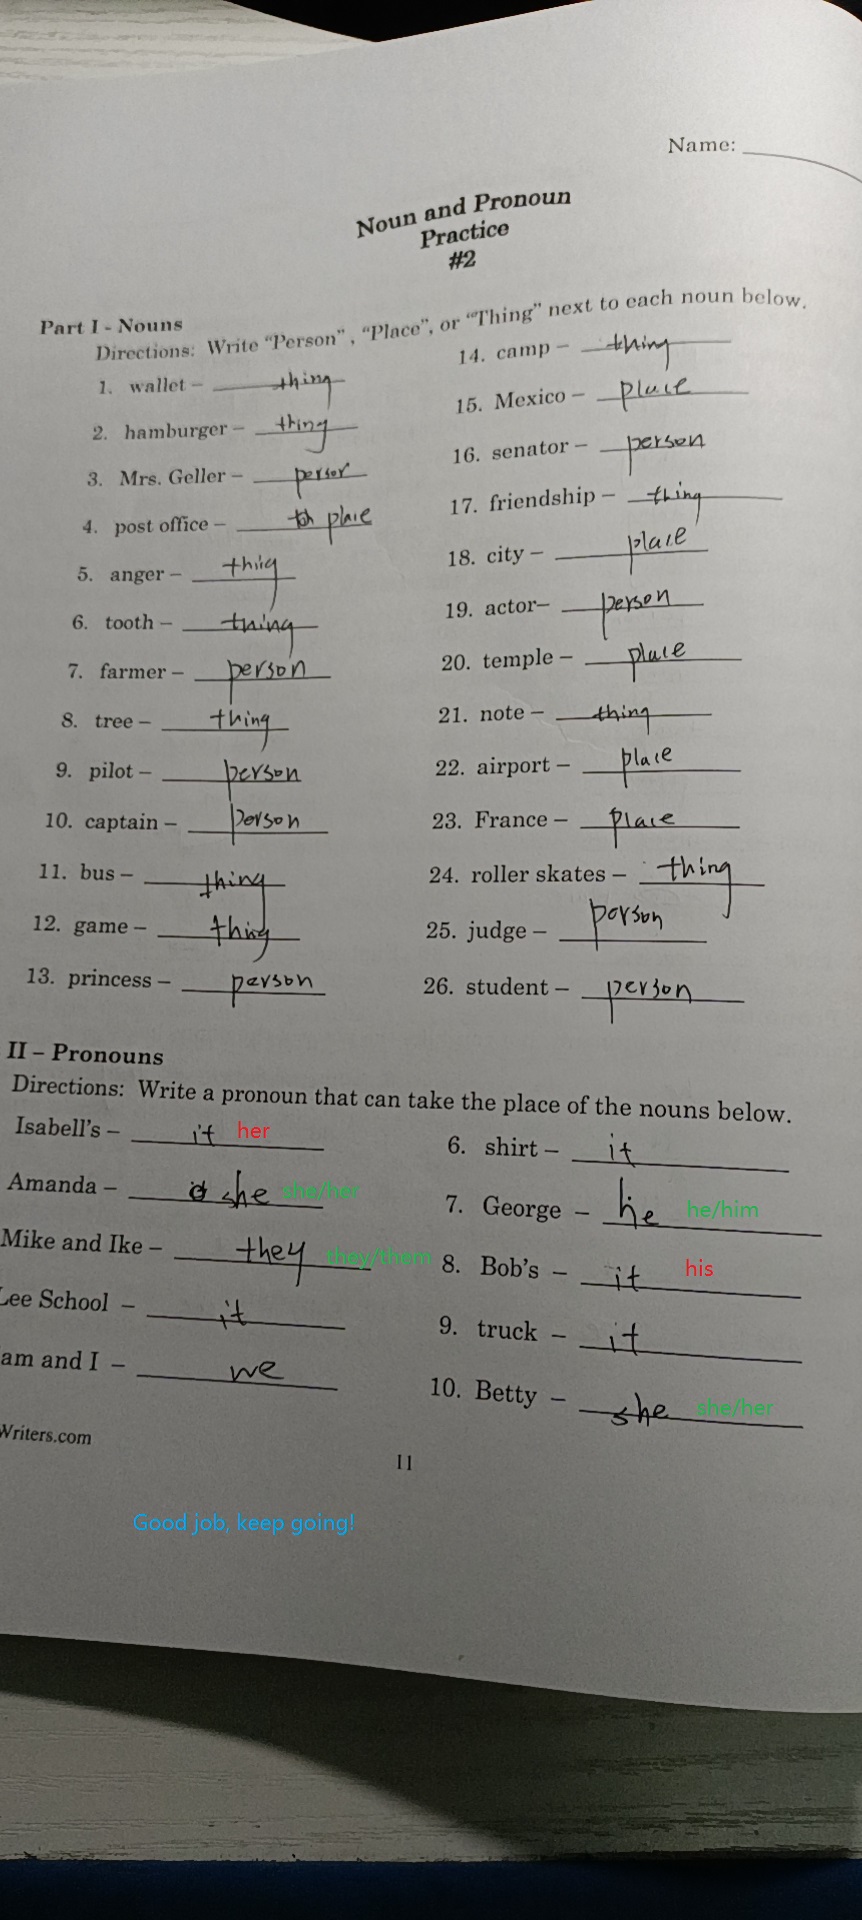 Name:
Noun and Pronoun
Practice
#2
Part I - Nouns
Directions: Write "Person", "Place", or "Thing" next to each noun below.
1. wallet – thing
2. hamburger – thing
3. Mrs. Geller – person
4. post office – place
5. anger – thing
6. tooth – thing
7. farmer – person
8. tree – thing
9. pilot – person
10. captain – person
11. bus – thing
12. game – thing
13. princess – person
14. camp – thing
15. Mexico – place
16. senator – person
17. friendship – thing
18. city – place
19. actor– person
20. temple – place
21. note – thing
22. airport – place
23. France – place
24. roller skates – thing
25. judge – person
26. student – person
II – Pronouns
Directions: Write a pronoun that can take the place of the nouns below.
Isabell's – it her
Amanda – she she/her
Mike and Ike – they they/them
Lee School – it
am and I – we
6. shirt – it
7. George – he he/him
8. Bob's – it his
9. truck – it
10. Betty – she she/her
Writers.com
11
Good job, keep going!